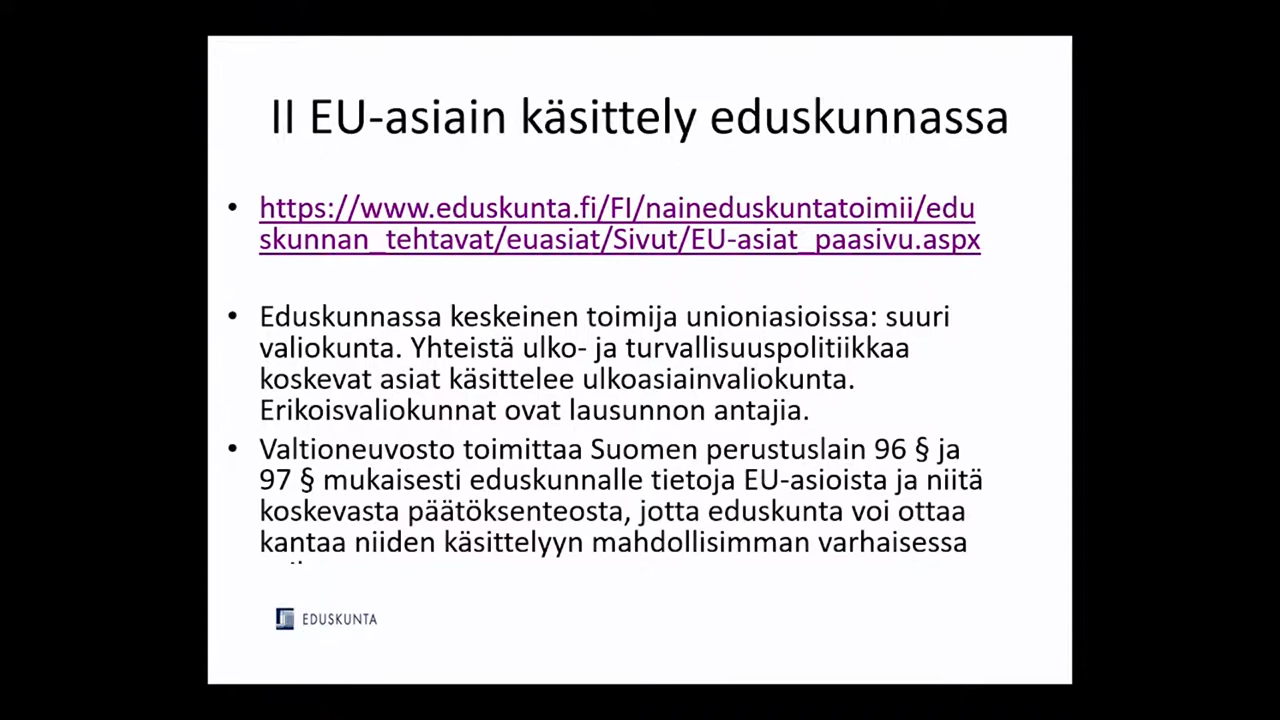 II EU-asiain käsittely eduskunnassa
• https://www.eduskunta.fi/FI/naineduskuntatoimii/edu
skunnan_tehtavat/euasiat/Sivut/EU-asiat_paasivu.aspx
• Eduskunnassa keskeinen toimija unioniasioissa: suuri
valiokunta. Yhteistä ulko- ja turvallisuuspolitiikkaa
koskevat asiat käsittelee ulkoasiainvaliokunta.
Erikoisvaliokunnat ovat lausunnon antajia.
• Valtioneuvosto toimittaa Suomen perustuslain 96 § ja
97 § mukaisesti eduskunnalle tietoja EU-asioista ja niitä
koskevasta päätöksenteosta, jotta eduskunta voi ottaa
kantaa niiden käsittelyyn mahdollisimman varhaisessa
EDUSKUNTA